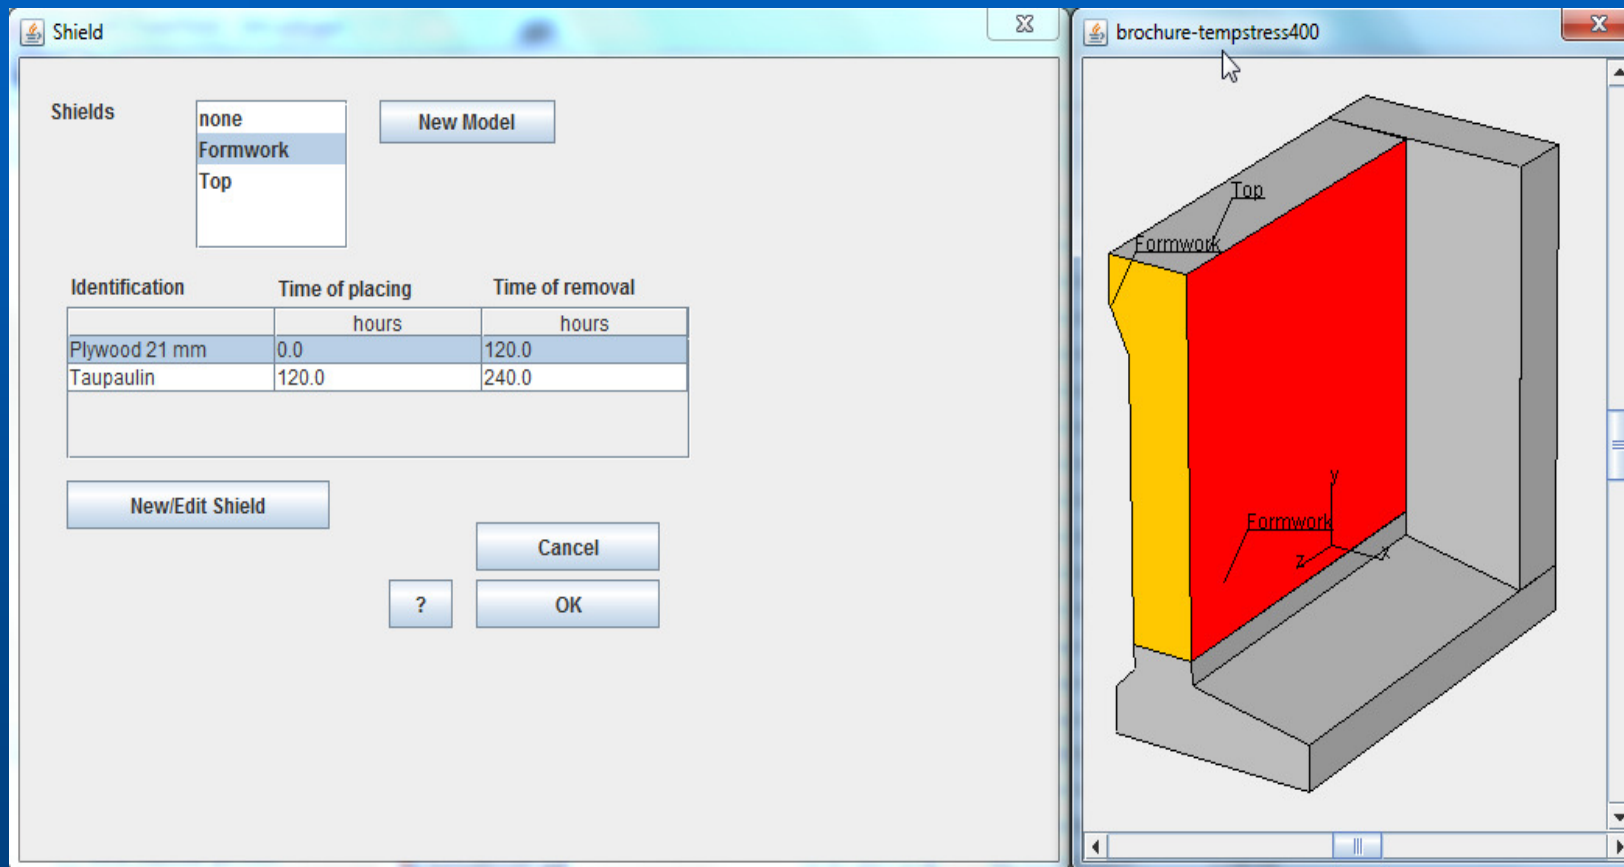 Shield
Shields
none
Formwork
Top
New Model
Identification Time of placing Time of removal
hours hours
Plywood 21 mm 0.0 120.0
Taupaulin 120.0 240.0
New/Edit Shield
Cancel
? OK
brochure-tempstress400
Top
Formwork
y
Formwork
z x